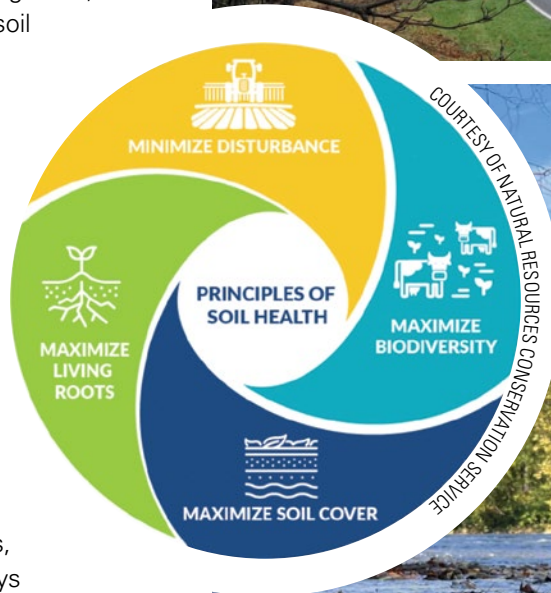 soil
MINIMIZE DISTURBANCE
COURTESY OF NATURAL RESOURCES CONSERVATION SERVICE
PRINCIPLES OF
SOIL HEALTH
MAXIMIZE
BIODIVERSITY
MAXIMIZE
LIVING
ROOTS
MAXIMIZE SOIL COVER